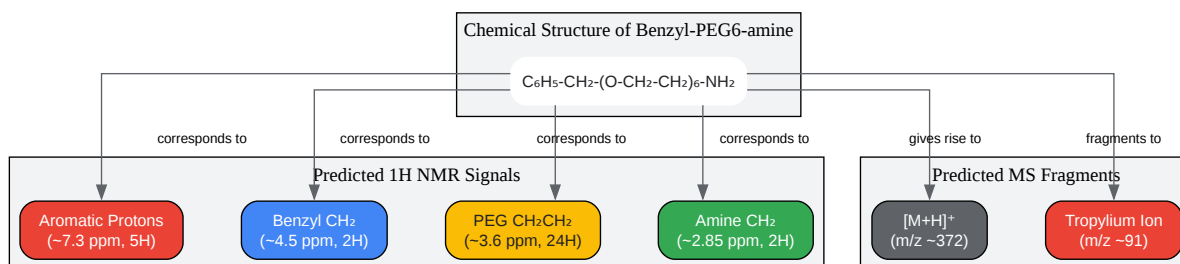 Chemical Structure of Benzyl-PEG6-amine
C₆H₅-CH₂-(O-CH₂-CH₂)₆-NH₂
corresponds to
corresponds to
corresponds to
corresponds to
gives rise to
fragments to
Predicted 1H NMR Signals
Aromatic Protons
(~7.3 ppm, 5H)
Benzyl CH₂
(~4.5 ppm, 2H)
PEG CH₂CH₂
(~3.6 ppm, 24H)
Amine CH₂
(~2.85 ppm, 2H)
Predicted MS Fragments
[M+H]⁺
(m/z ~372)
Tropylium Ion
(m/z ~91)